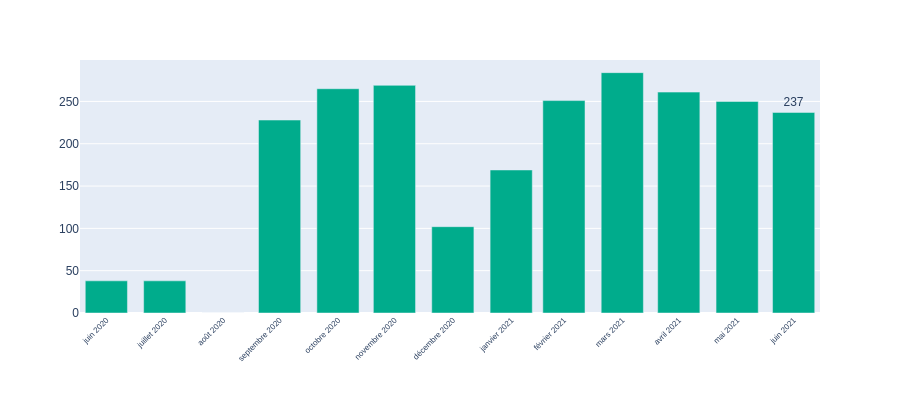 250
200
150
100
50
0
237
juin 2020
juillet 2020
août 2020
septembre 2020
octobre 2020
novembre 2020
décembre 2020
janvier 2021
février 2021
mars 2021
avril 2021
mai 2021
juin 2021